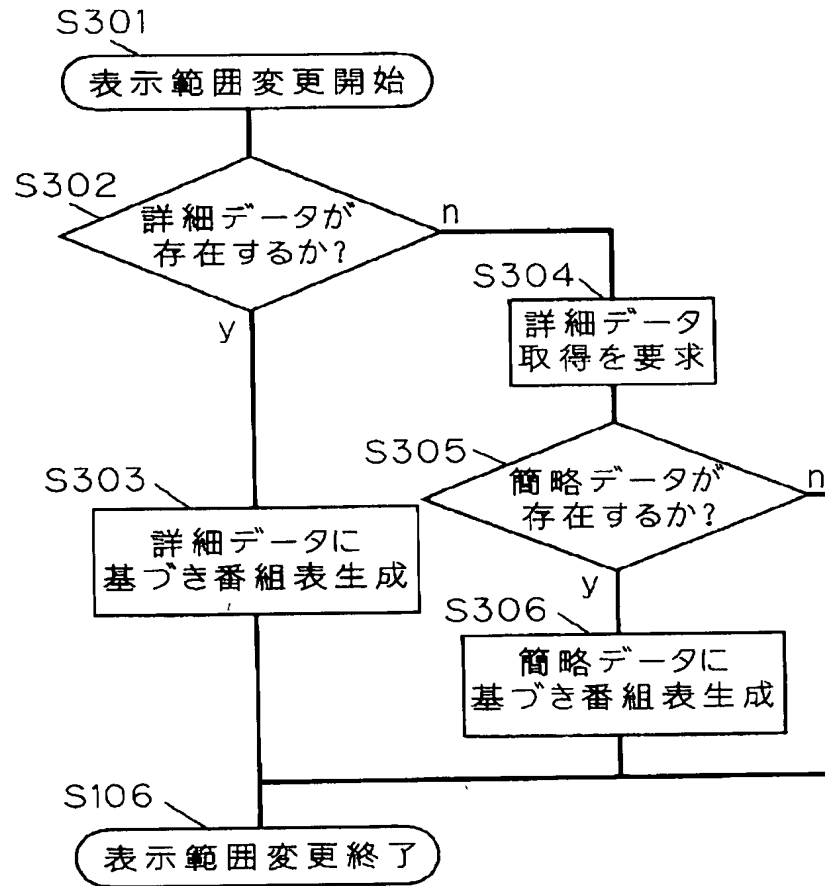 S301
表示範囲変更開始
S302
詳細データが
存在するか?
n
y
S304
詳細データ
取得を要求
S305
簡略データが
存在するか?
n
y
S303
詳細データに
基づき番組表生成
S306
簡略データに
基づき番組表生成
S106
表示範囲変更終了